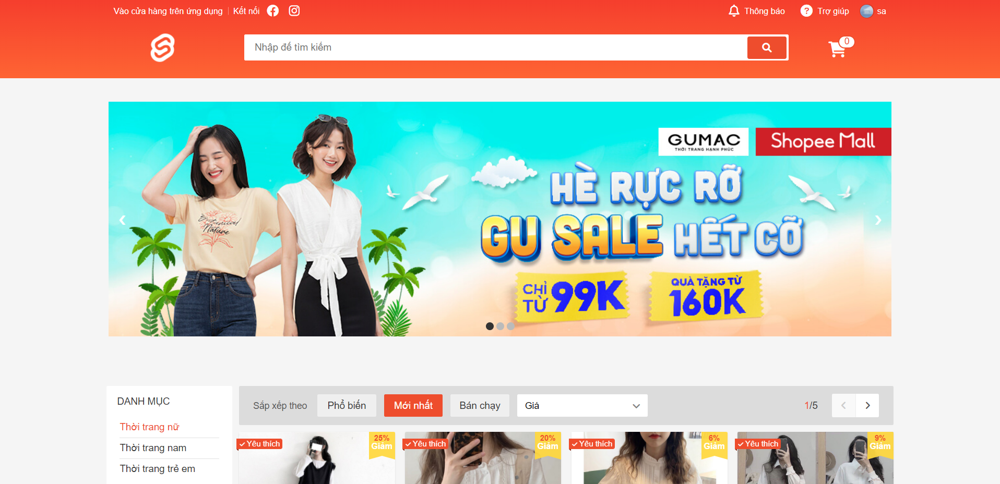 Vào cửa hàng trên ứng dụng Kết nối Thông báo Trợ giúp sa
Nhập để tìm kiếm
0
GUMAC
THỜI TRANG HẠNH PHÚC
Shopee Mall
HÈ RỰC RỠ
GU SALE HẾT CỠ
CHỈ TỪ 99K
QUÀ TẶNG TỪ
160K
DANH MỤC
Thời trang nữ
Thời trang nam
Thời trang trẻ em
Sắp xếp theo Phổ biến Mới nhất Bán chạy Giá 1/5
Yêu thích 25% Giảm
Yêu thích 20% Giảm
Yêu thích 6% Giảm
Yêu thích 9% Giảm
Botanical
Nature